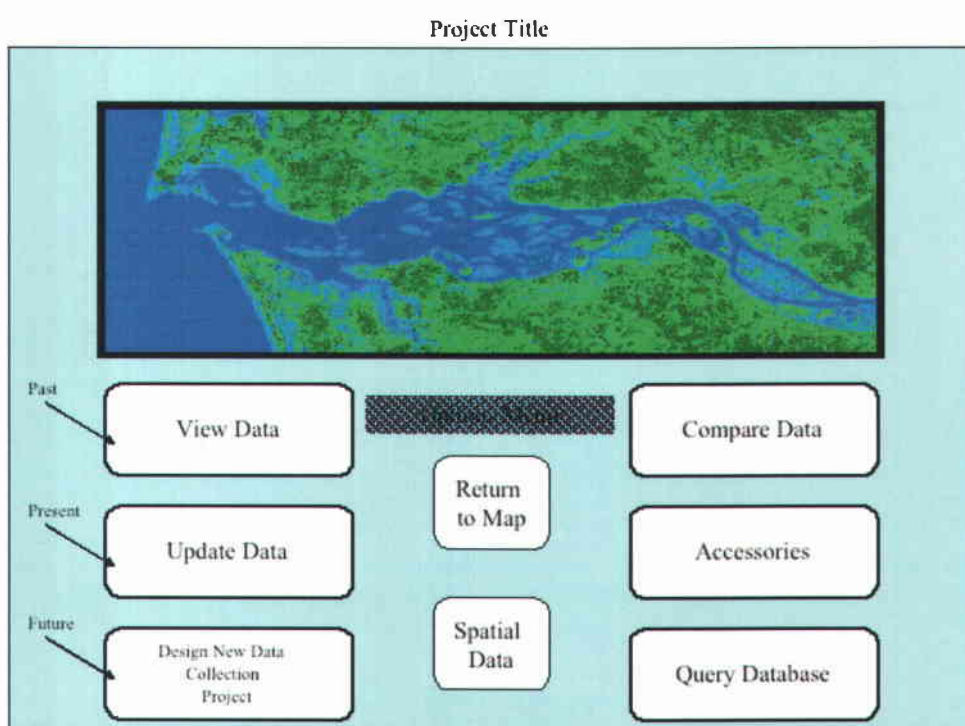 Project Title
Past
View Data
Compare Data
Return
to Map
Present
Update Data
Accessories
Future
Design New Data
Collection
Project
Spatial
Data
Query Database